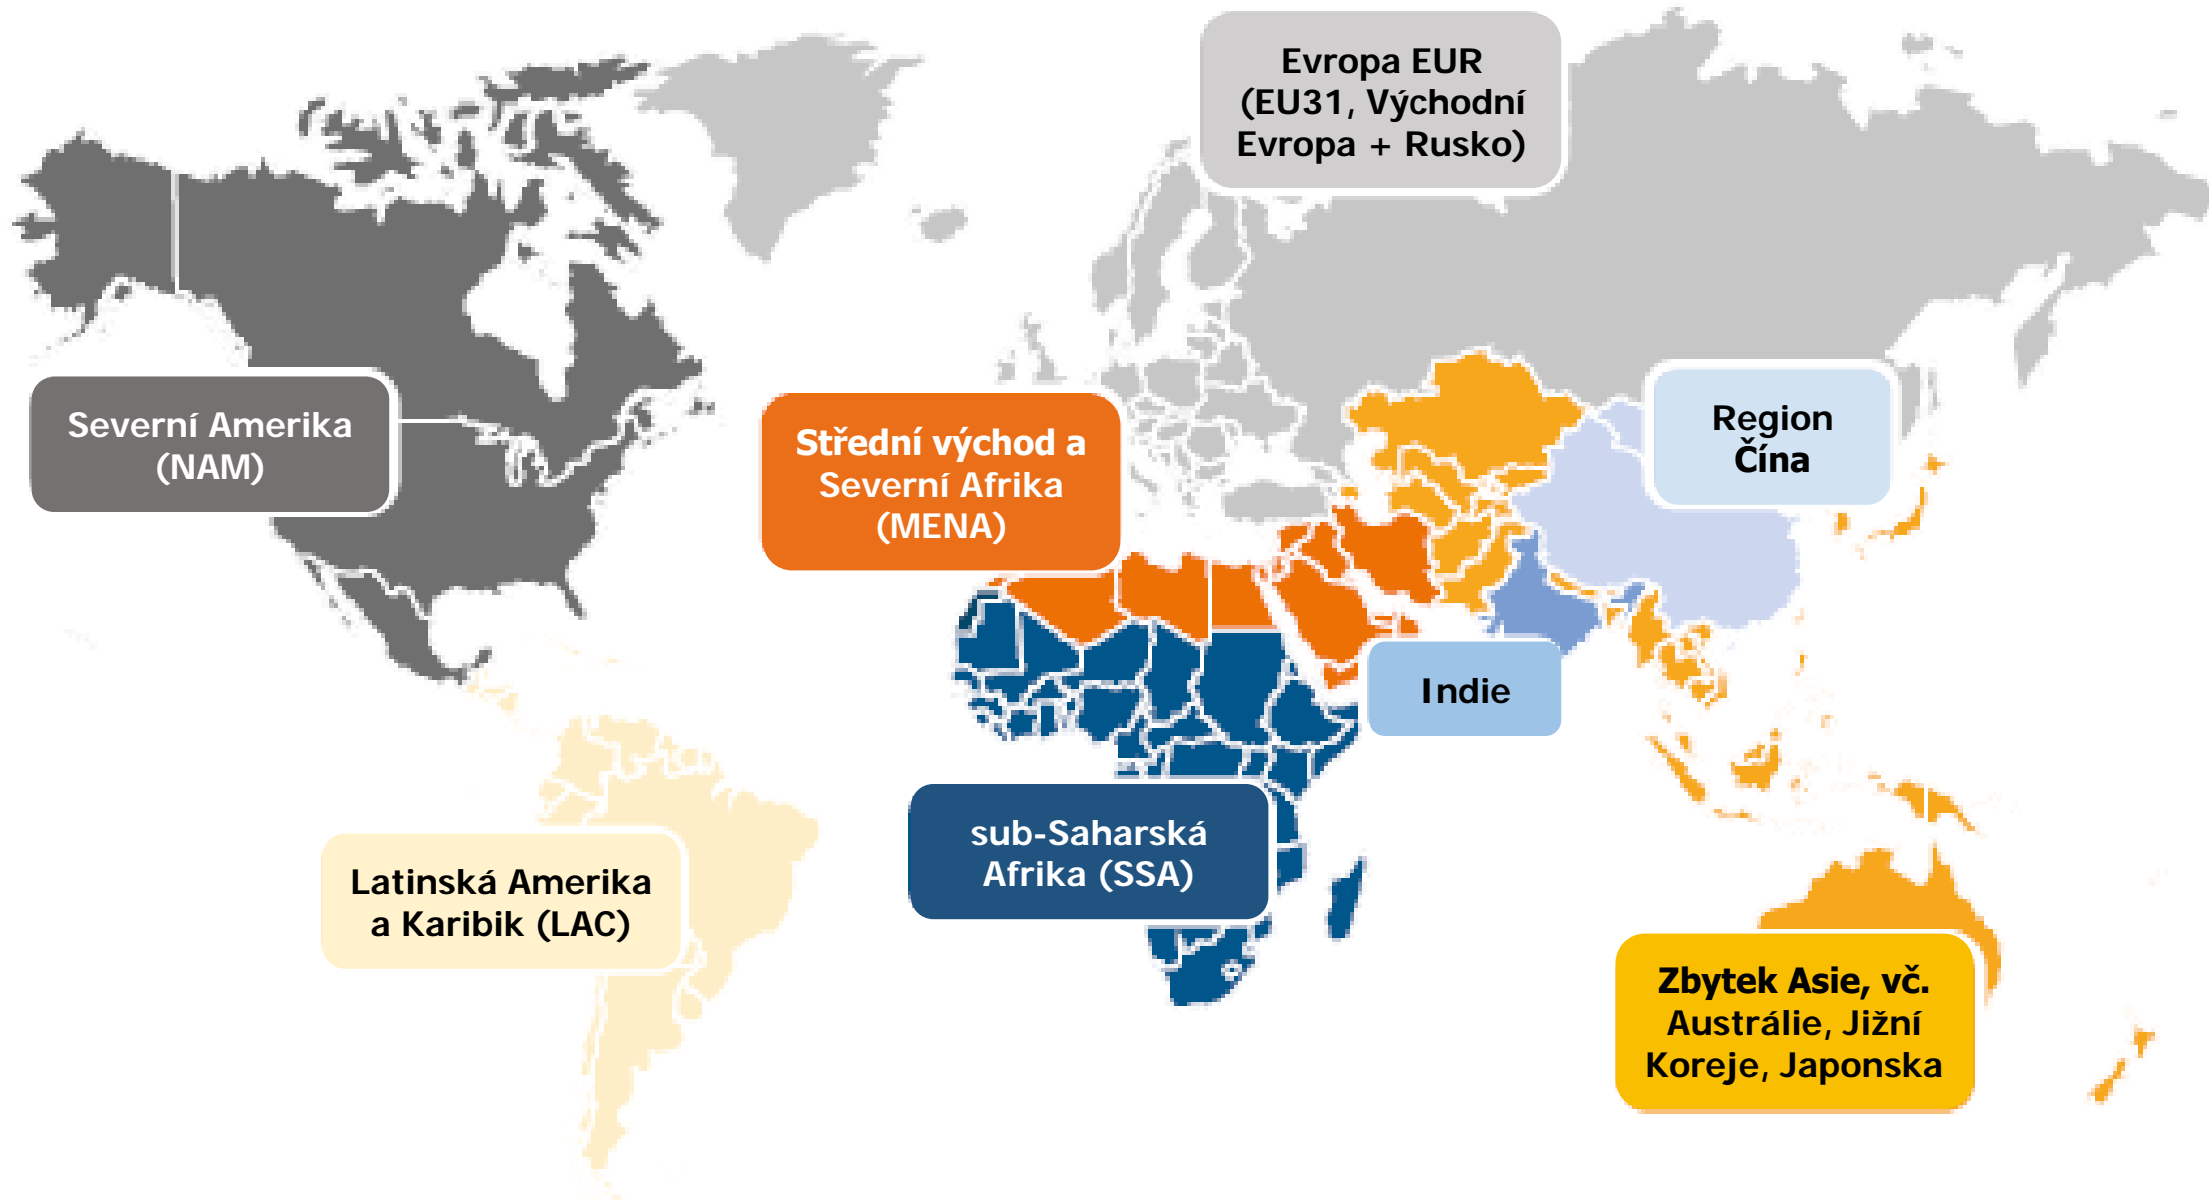 Evropa EUR
(EU31, Východní
Evropa + Rusko)
Severní Amerika
(NAM)
Střední východ a
Severní Afrika
(MENA)
Region
Čína
Indie
sub-Saharská
Afrika (SSA)
Latinská Amerika
a Karibik (LAC)
Zbytek Asie, vč.
Austrálie, Jižní
Koreje, Japonska